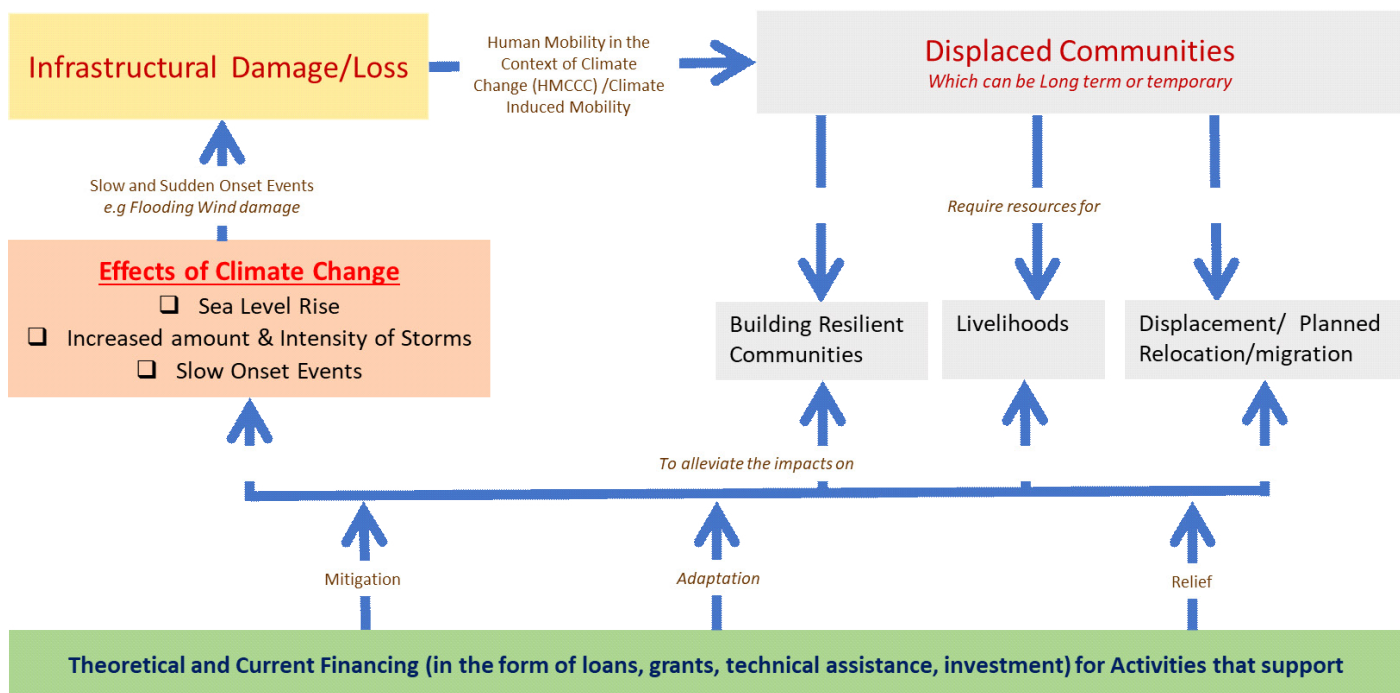 Infrastructural Damage/Loss
Human Mobility in the
Context of Climate
Change (HMCCC) /Climate
Induced Mobility
Displaced Communities
Which can be Long term or temporary
Slow and Sudden Onset Events
e.g Flooding Wind damage
Require resources for
Effects of Climate Change
❑ Sea Level Rise
❑ Increased amount & Intensity of Storms
❑ Slow Onset Events
Building Resilient
Communities
Livelihoods
Displacement/ Planned
Relocation/migration
To alleviate the impacts on
Mitigation
Adaptation
Relief
Theoretical and Current Financing (in the form of loans, grants, technical assistance, investment) for Activities that support